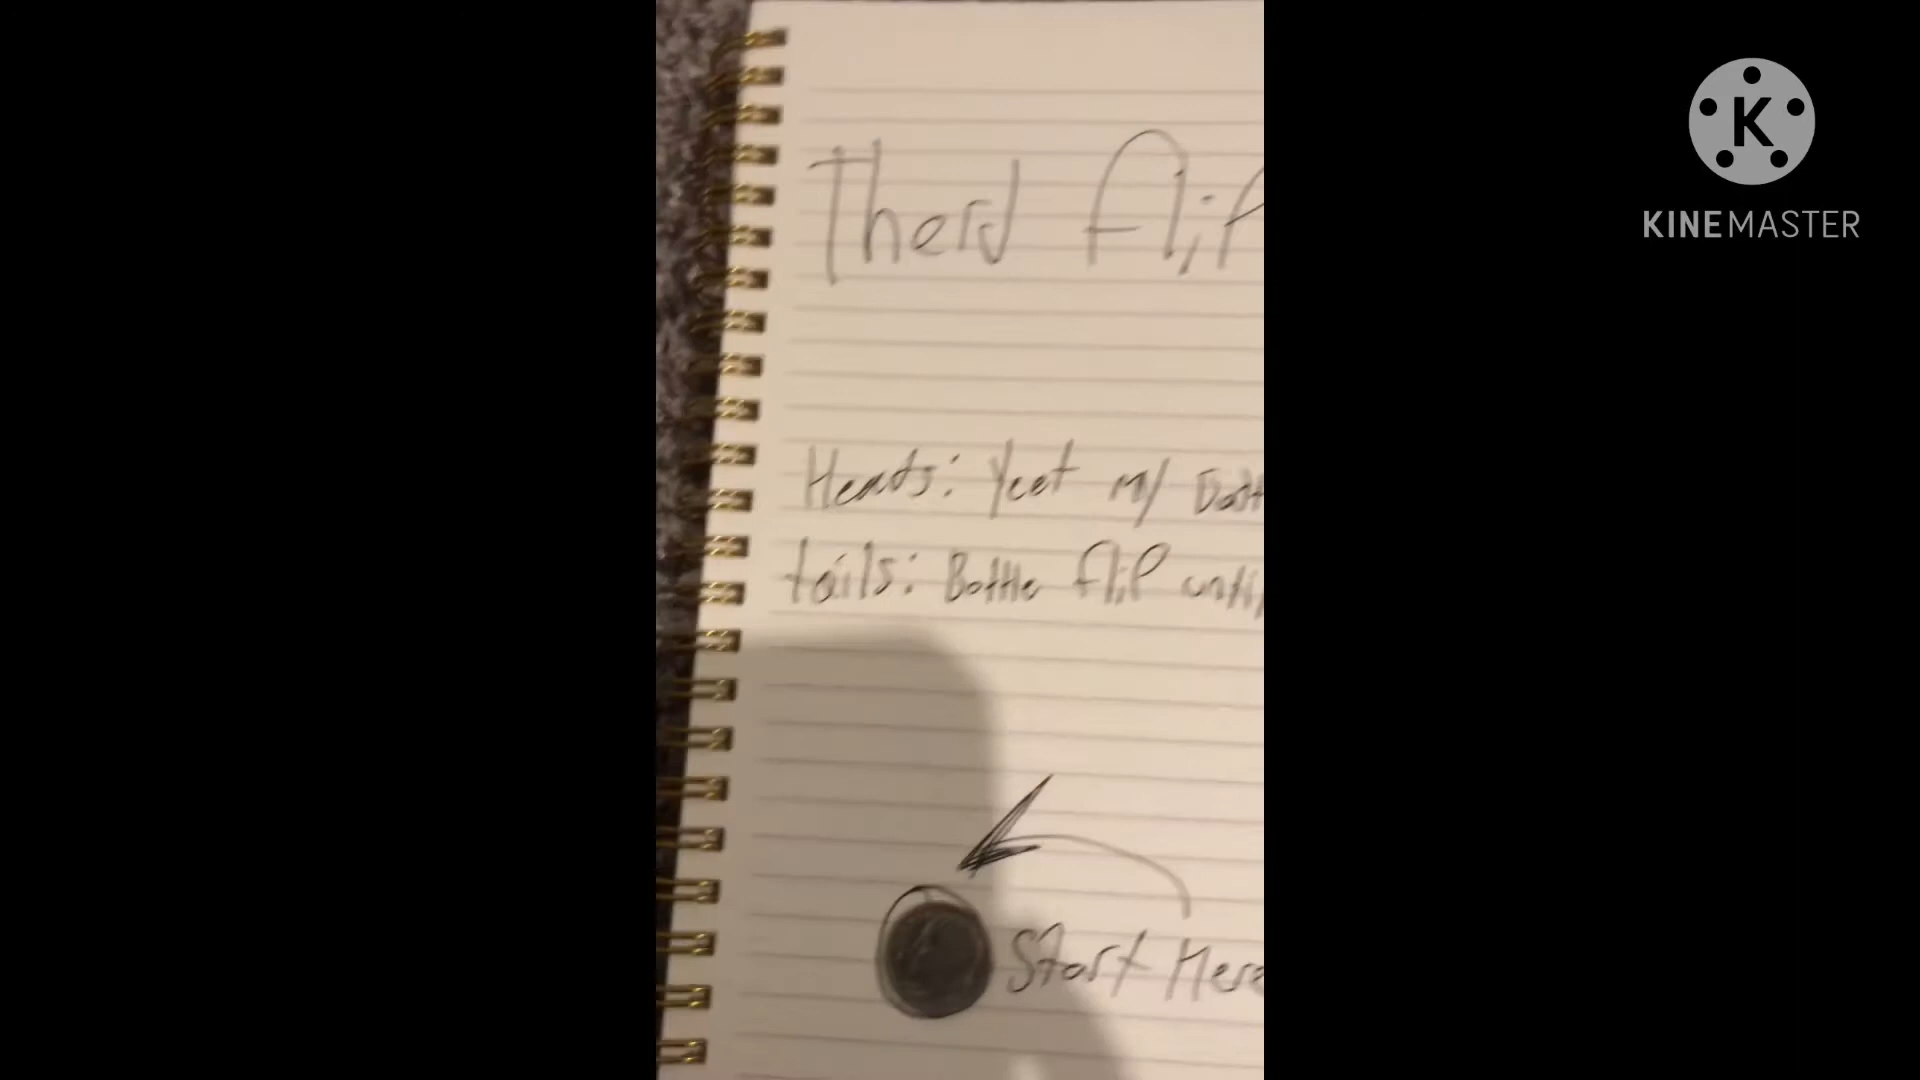 Therd flip
Heads: Yeet my
tails: Bottle flip
Start Here
KINEMASTER